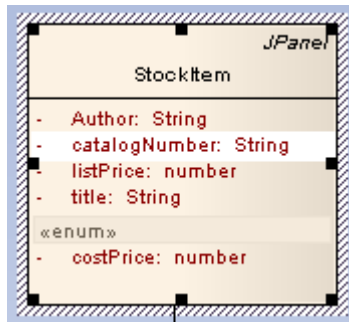 JPanel
StockItem
- Author: String
- catalogNumber: String
- listPrice: number
- title: String
«enum»
- costPrice: number